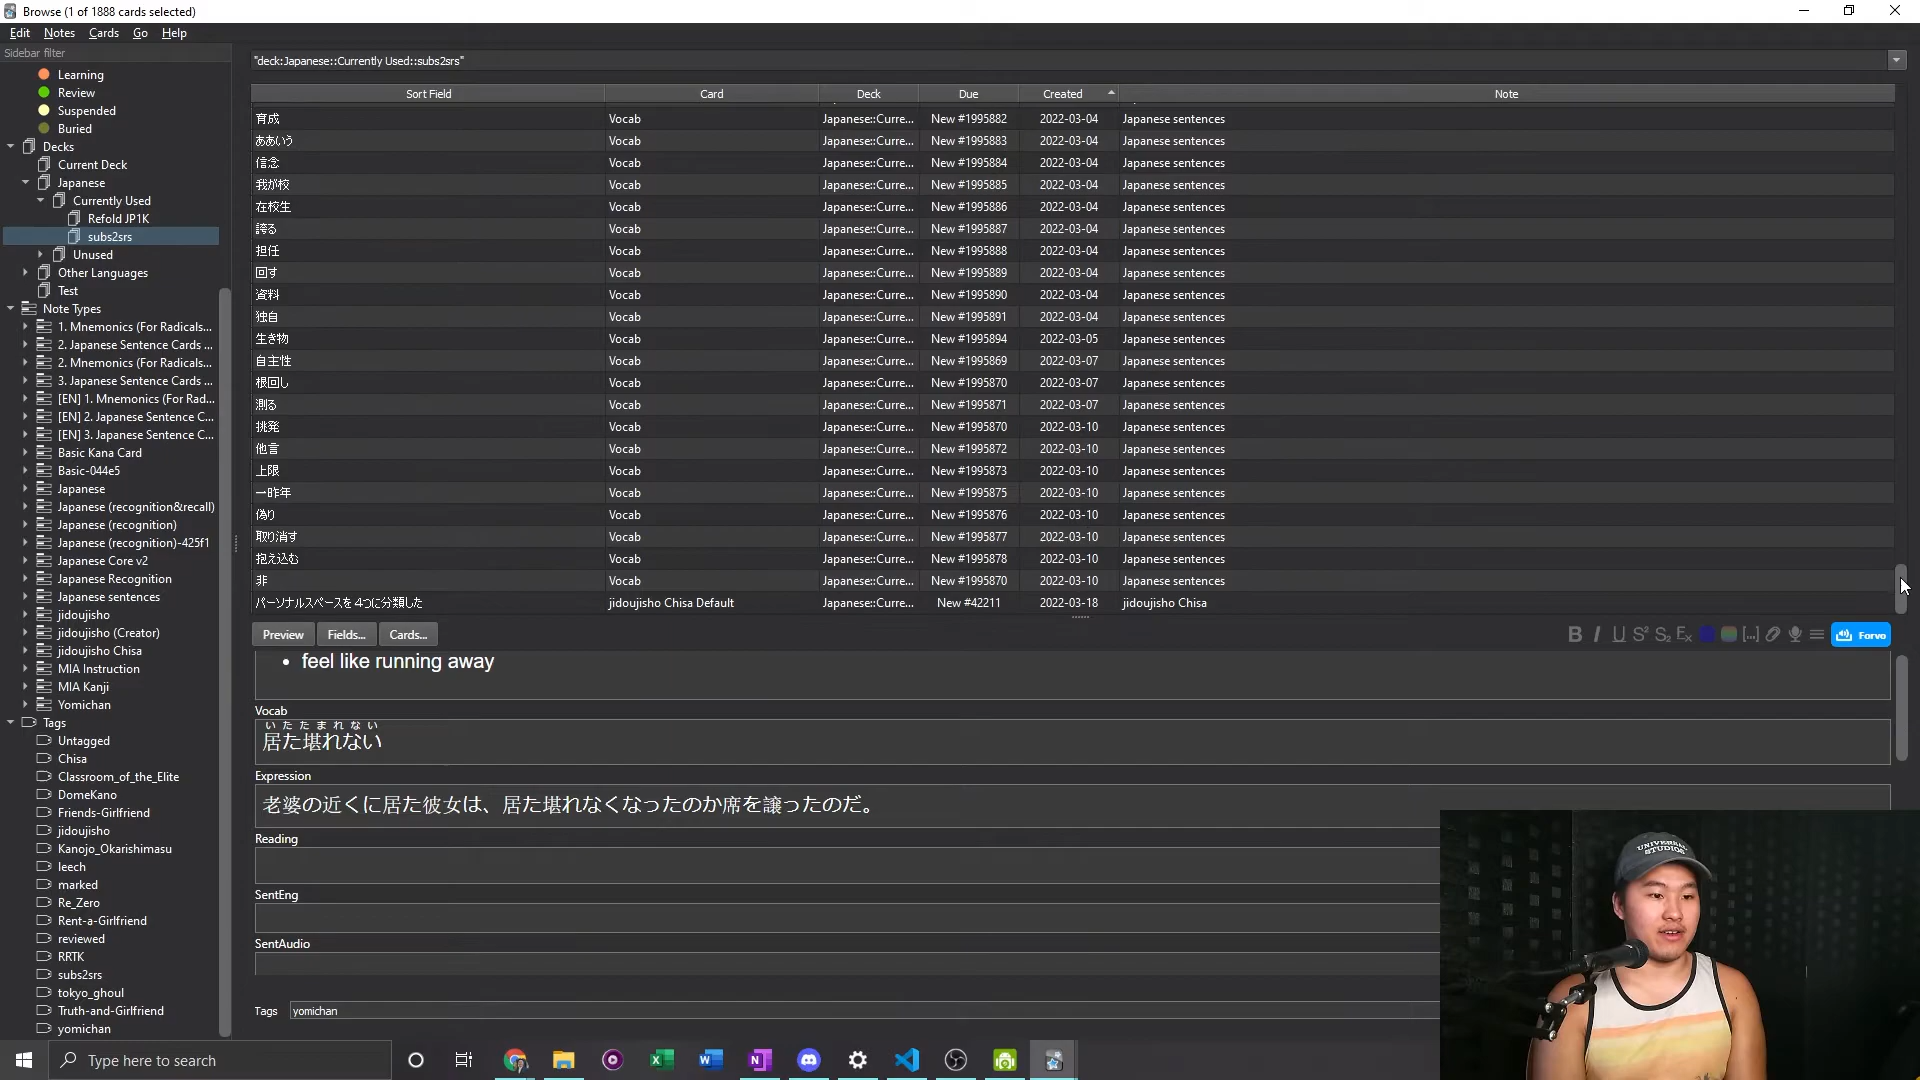 Browse (1 of 1888 cards selected)
Edit Notes Cards Go Help
Sidebar filter
Learning
Review
Suspended
Buried
Decks
Current Deck
Japanese
Currently Used
Refold JP1K
subs2srs
Unused
Other Languages
Test
Note Types
1. Mnemonics (For Radicals...
2. Japanese Sentence Cards ...
2. Mnemonics (For Radicals...
3. Japanese Sentence Cards ...
[EN] 1. Mnemonics (For Rad...
[EN] 2. Japanese Sentence C...
[EN] 3. Japanese Sentence C...
Basic Kana Card
Basic-044e5
Japanese
Japanese (recognition&recall)
Japanese (recognition)
Japanese (recognition)-425f1
Japanese Core v2
Japanese Recognition
Japanese sentences
jidoujisho
jidoujisho (Creator)
jidoujisho Chisa
MIA Instruction
MIA Kanji
Yomichan
Tags
Untagged
Chisa
Classroom_of_the_Elite
DomeKano
Friends-Girlfriend
jidoujisho
Kanojo_Okarishimasu
leech
marked
Re_Zero
Rent-a-Girlfriend
reviewed
RRTK
subs2srs
tokyo_ghoul
Truth-and-Girlfriend
yomichan
"deck:Japanese::Currently Used::subs2srs"
Sort Field Card Deck Due Created Note
育成 Vocab Japanese::Curre... New #1995882 2022-03-04 Japanese sentences
ああいう Vocab Japanese::Curre... New #1995883 2022-03-04 Japanese sentences
信念 Vocab Japanese::Curre... New #1995884 2022-03-04 Japanese sentences
我が校 Vocab Japanese::Curre... New #1995885 2022-03-04 Japanese sentences
在校生 Vocab Japanese::Curre... New #1995886 2022-03-04 Japanese sentences
誇る Vocab Japanese::Curre... New #1995887 2022-03-04 Japanese sentences
担任 Vocab Japanese::Curre... New #1995888 2022-03-04 Japanese sentences
回す Vocab Japanese::Curre... New #1995889 2022-03-04 Japanese sentences
資料 Vocab Japanese::Curre... New #1995890 2022-03-04 Japanese sentences
独自 Vocab Japanese::Curre... New #1995891 2022-03-04 Japanese sentences
生き物 Vocab Japanese::Curre... New #1995894 2022-03-05 Japanese sentences
自主性 Vocab Japanese::Curre... New #1995869 2022-03-07 Japanese sentences
根回し Vocab Japanese::Curre... New #1995870 2022-03-07 Japanese sentences
測る Vocab Japanese::Curre... New #1995871 2022-03-07 Japanese sentences
挑発 Vocab Japanese::Curre... New #1995870 2022-03-10 Japanese sentences
他言 Vocab Japanese::Curre... New #1995872 2022-03-10 Japanese sentences
上限 Vocab Japanese::Curre... New #1995873 2022-03-10 Japanese sentences
一昨年 Vocab Japanese::Curre... New #1995875 2022-03-10 Japanese sentences
偽り Vocab Japanese::Curre... New #1995876 2022-03-10 Japanese sentences
取り消す Vocab Japanese::Curre... New #1995877 2022-03-10 Japanese sentences
抱え込む Vocab Japanese::Curre... New #1995878 2022-03-10 Japanese sentences
非 Vocab Japanese::Curre... New #1995870 2022-03-10 Japanese sentences
パーソナルスペースを4つに分類した jidoujisho Chisa Default Japanese::Curre... New #42211 2022-03-18 jidoujisho Chisa
Preview Fields... Cards... B I U S² S₂ Ex [...] Forvo
• feel like running away
Vocab
いたたまれない
居た堪れない
Expression
老婆の近くに居た彼女は、居た堪れなくなったのか席を譲ったのだ。
Reading
SentEng
SentAudio
Tags yomichan
UNIVERSAL
STUDIOS
Type here to search